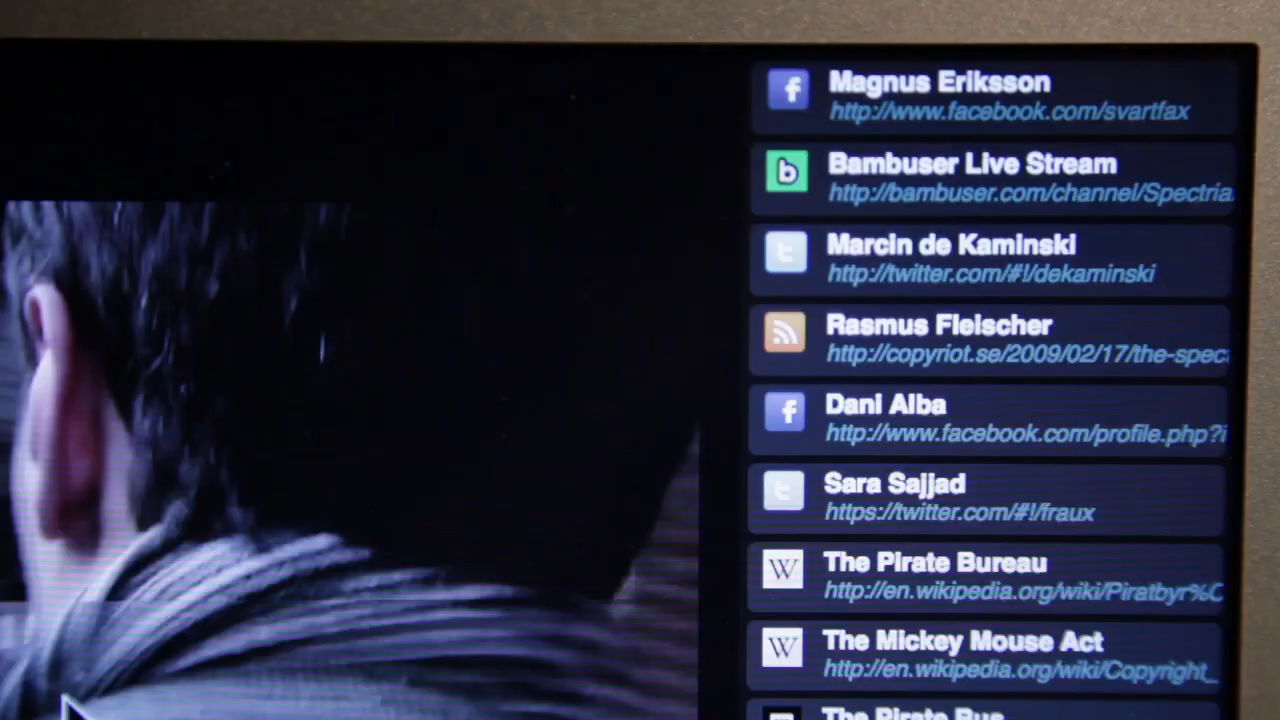 f
Magnus Eriksson
http://www.facebook.com/svartfax
b
Bambuser Live Stream
http://bambuser.com/channel/Spectria
t
Marcin de Kaminski
http://twitter.com/#!/dekaminski
Rasmus Fleischer
http://copyriot.se/2009/02/17/the-spec
f
Dani Alba
http://www.facebook.com/profile.php?i
t
Sara Sajjad
https://twitter.com/#!/fraux
W
The Pirate Bureau
http://en.wikipedia.org/wiki/Piratbyr%C
W
The Mickey Mouse Act
http://en.wikipedia.org/wiki/Copyright_
The Pirate Bus